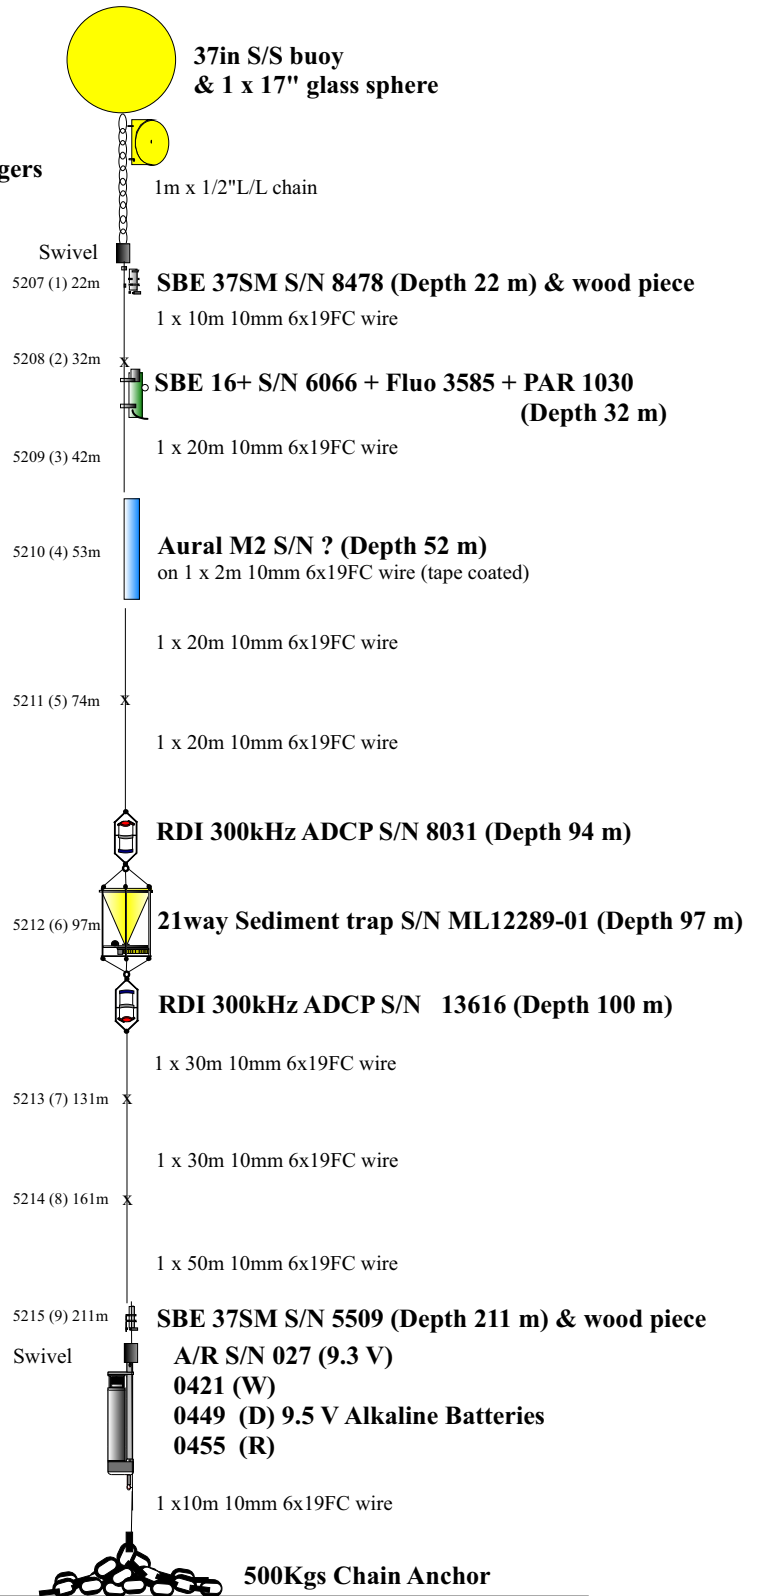 37in S/S buoy
& 1 x 17" glass sphere
gers
1m x 1/2"L/L chain
Swivel
5207 (1) 22m
SBE 37SM S/N 8478 (Depth 22 m) & wood piece
1 x 10m 10mm 6x19FC wire
5208 (2) 32m
x
SBE 16+ S/N 6066 + Fluo 3585 + PAR 1030
(Depth 32 m)
1 x 20m 10mm 6x19FC wire
5209 (3) 42m
Aural M2 S/N ? (Depth 52 m)
5210 (4) 53m
on 1 x 2m 10mm 6x19FC wire (tape coated)
1 x 20m 10mm 6x19FC wire
5211 (5) 74m
x
1 x 20m 10mm 6x19FC wire
RDI 300kHz ADCP S/N 8031 (Depth 94 m)
5212 (6) 97m
21way Sediment trap S/N ML12289-01 (Depth 97 m)
RDI 300kHz ADCP S/N 13616 (Depth 100 m)
1 x 30m 10mm 6x19FC wire
5213 (7) 131m
x
1 x 30m 10mm 6x19FC wire
5214 (8) 161m
x
1 x 50m 10mm 6x19FC wire
5215 (9) 211m
SBE 37SM S/N 5509 (Depth 211 m) & wood piece
Swivel
A/R S/N 027 (9.3 V)
0421 (W)
0449 (D) 9.5 V Alkaline Batteries
0455 (R)
1 x10m 10mm 6x19FC wire
500Kgs Chain Anchor